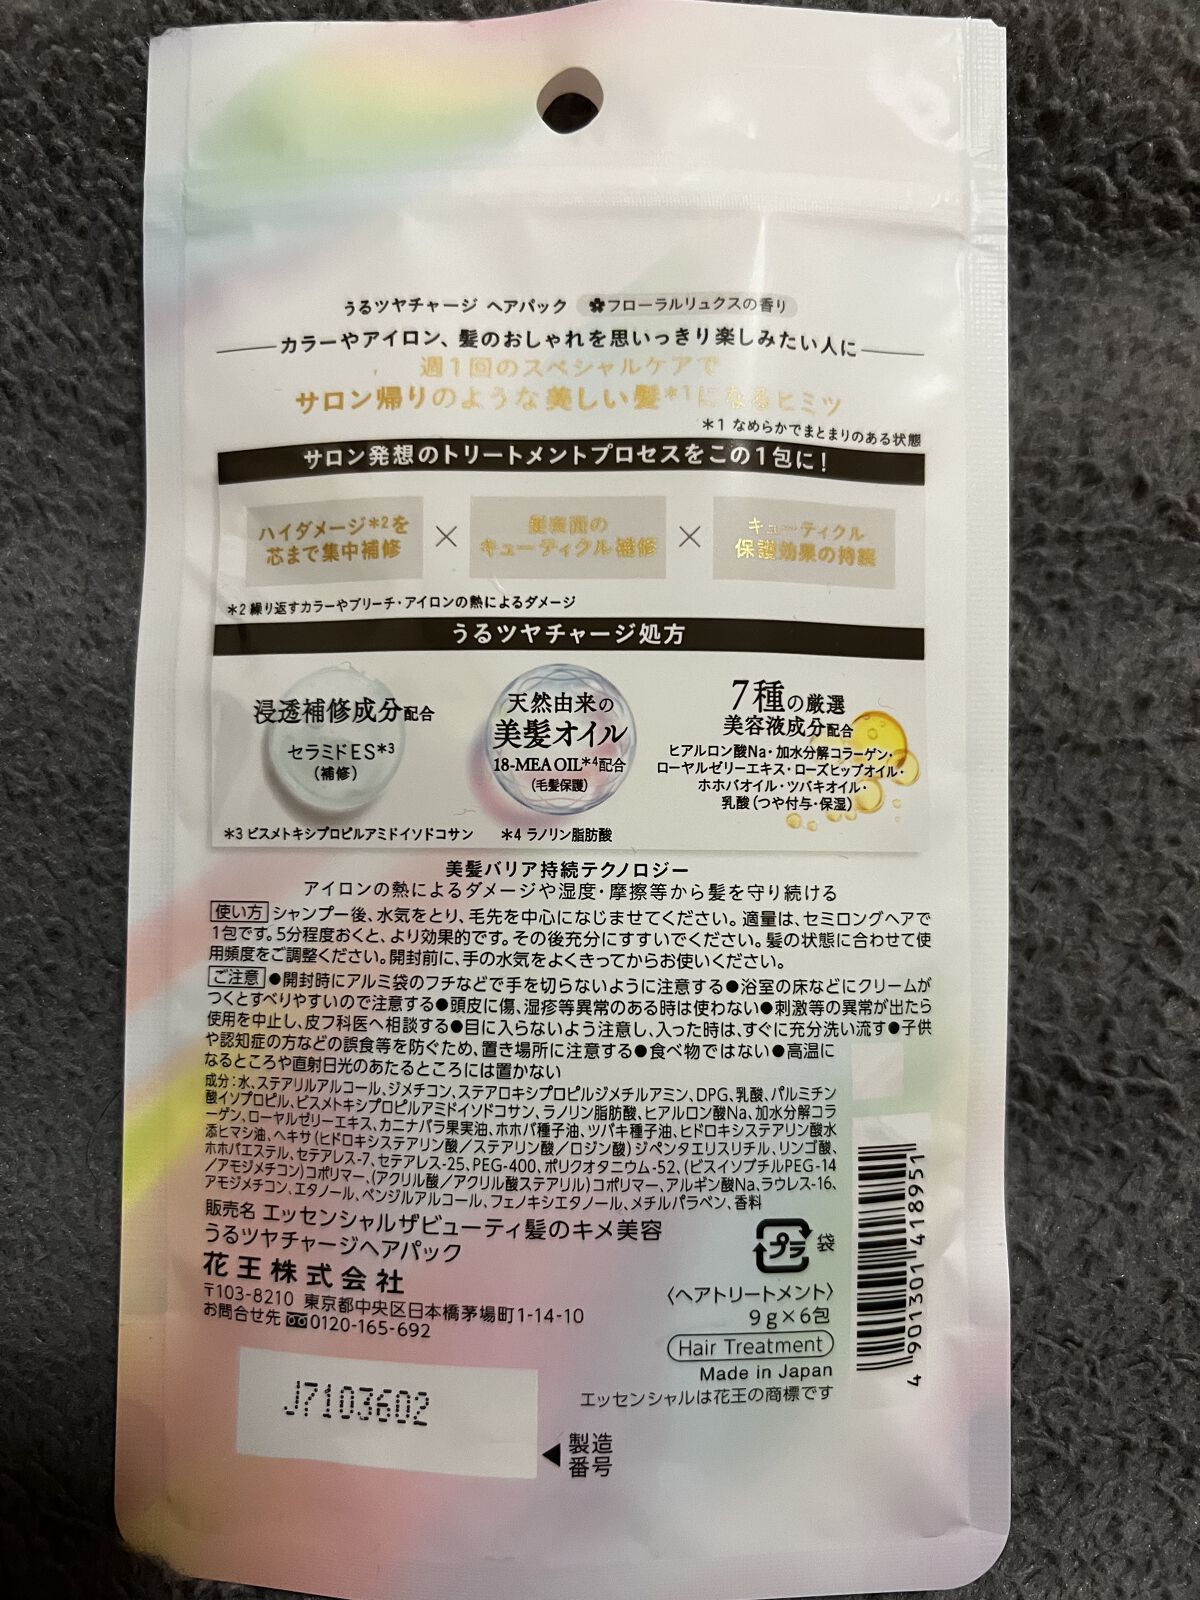 うるツヤチャージ ヘアパック フローラルリュクスの香り
カラーやアイロン、髪のおしゃれを思いっきり楽しみたい人に
週1回のスペシャルケアで
サロン帰りのような美しい髪*1になるヒミツ
*1 なめらかでまとまりのある状態
サロン発想のトリートメントプロセスをこの1包に!
ハイダメージ*2を
芯まで集中補修
×
髪表面の
キューティクル補修
×
キューティクル
保護効果の持続
*2 繰り返すカラーやブリーチ・アイロンの熱によるダメージ
うるツヤチャージ処方
浸透補修成分配合
セラミドES*3
(補修)
天然由来の
美髪オイル
18-MEA OIL*4配合
(毛髪保護)
7種の厳選
美容液成分配合
ヒアルロン酸Na・加水分解コラーゲン・
ローヤルゼリーエキス・ローズヒップオイル・
ホホバオイル・ツバキオイル・
乳酸(つや付与・保湿)
*3 ビスメトキシプロピルアミドイソドコサン *4 ラノリン脂肪酸
美髪バリア持続テクノロジー
アイロンの熱によるダメージや湿度・摩擦等から髪を守り続ける
使い方 シャンプー後、水気をとり、毛先を中心になじませてください。適量は、セミロングヘアで
1包です。5分程度おくと、より効果的です。その後充分にすすいでください。髪の状態に合わせて使
用頻度をご調整ください。開封前に、手の水気をよくきってからお使いください。
ご注意 ●開封時にアルミ袋のフチなどで手を切らないように注意する●浴室の床などにクリームが
つくとすべりやすいので注意する●頭皮に傷、湿疹等異常のある時は使わない●刺激等の異常が出たら
使用を中止し、皮フ科医へ相談する●目に入らないよう注意し、入った時は、すぐに充分洗い流す●子供
や認知症の方などの誤食等を防ぐため、置き場所に注意する●食べ物ではない●高温に
なるところや直射日光のあたるところには置かない
成分:水、ステアリルアルコール、ジメチコン、ステアロキシプロピルジメチルアミン、DPG、乳酸、パルミチン
酸イソプロピル、ビスメトキシプロピルアミドイソドコサン、ラノリン脂肪酸、ヒアルロン酸Na、加水分解コラ
ーゲン、ローヤルゼリーエキス、カニナバラ果実油、ホホバ種子油、ツバキ種子油、ヒドロキシステアリン酸水
添ヒマシ油、ヘキサ(ヒドロキシステアリン酸/ステアリン酸/ロジン酸)ジペンタエリスリチル、リンゴ酸、
ホホバエステル、セテアレス-7、セテアレス-25、PEG-400、ポリクオタニウム-52、(ビスイソブチルPEG-14
/アモジメチコン)コポリマー、(アクリル酸/アクリル酸ステアリル)コポリマー、アルギン酸Na、ラウレス-16、
アモジメチコン、エタノール、ベンジルアルコール、フェノキシエタノール、メチルパラベン、香料
販売名 エッセンシャルザビューティ髪のキメ美容
うるツヤチャージヘアパック
花王株式会社
〒103-8210 東京都中央区日本橋茅場町1-14-10
お問合せ先 0120-165-692
プラ 袋
〈ヘアトリートメント〉
9g×6包
Hair Treatment
Made in Japan
エッセンシャルは花王の商標です
4 901301 418951
J7103602
◀製造
番号